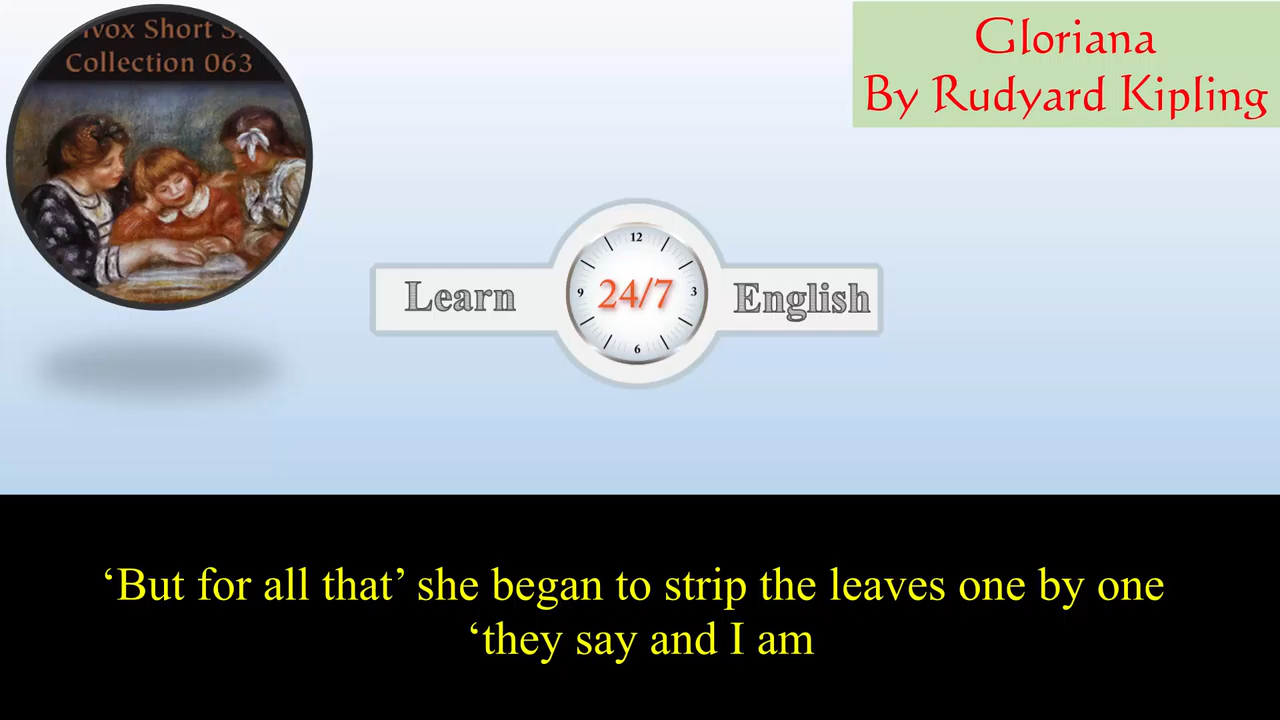 Short
Collection 063
Gloriana
By Rudyard Kipling
Learn 24/7 English
12
9
3
6
‘But for all that’ she began to strip the leaves one by one
‘they say and I am